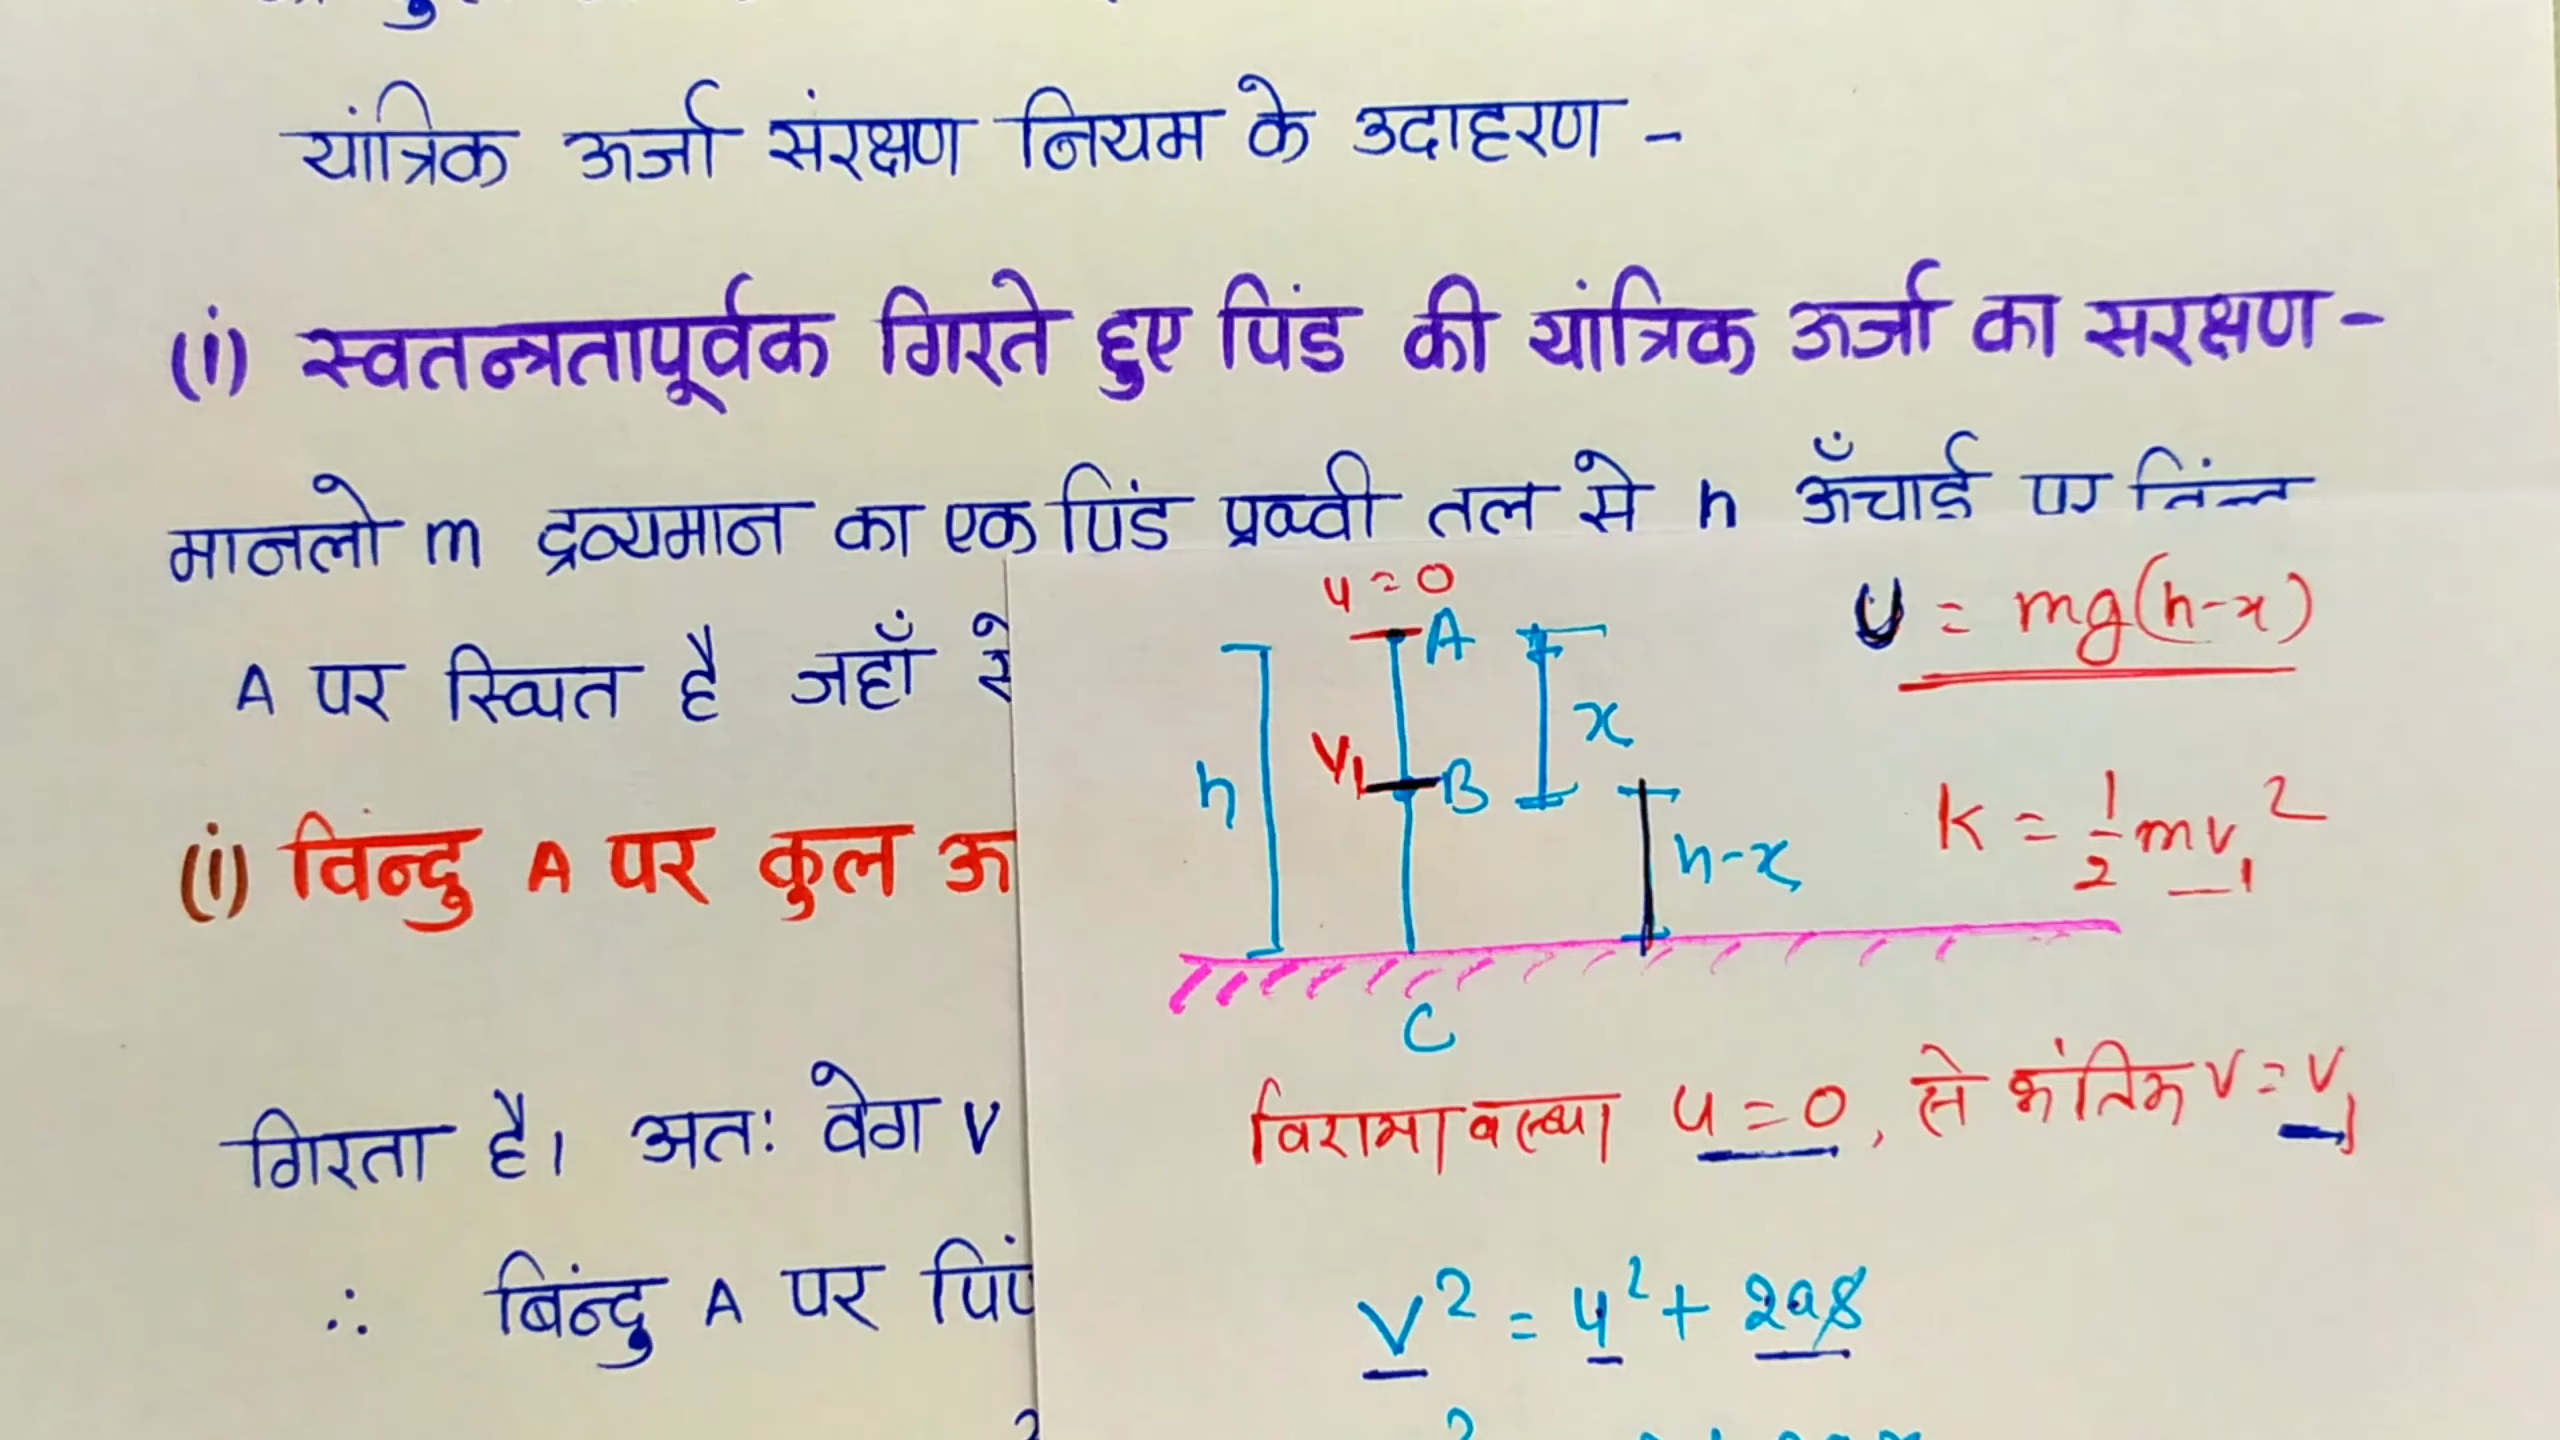 यांत्रिक ऊर्जा संरक्षण नियम के उदाहरण -
(i) स्वतन्त्रतापूर्वक गिरते हुए पिंड की यांत्रिक ऊर्जा का सरक्षण -
मानलो m द्रव्यमान का एक पिंड प्रथ्वी तल से h ऊँचाई पर
A पर स्थित है जहाँ से
(i) विन्दु A पर कुल ऊ
गिरता है। अतः वेग v
∴ बिंन्दु A पर पिं
u = 0
A
x
h
v₁
B
h-x
C
U = mg(h-x)
K = 1/2 mv₁²
विरामावस्था u = 0, से v = v₁
v² = u² + 2as